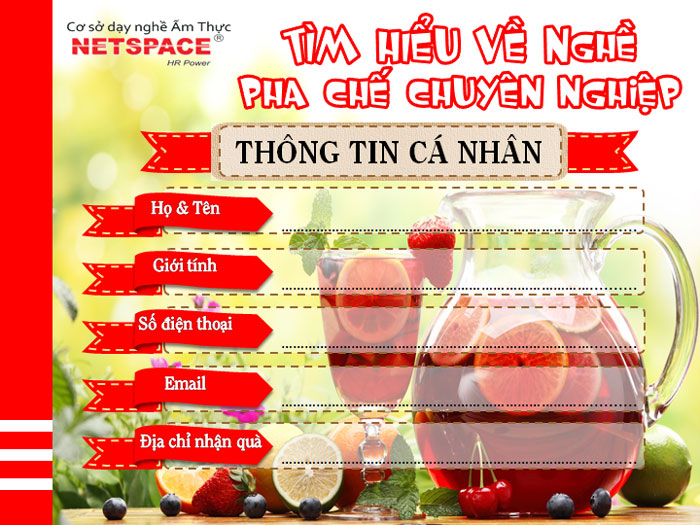 Cơ sở dạy nghề Ẩm Thực
NETSPACE®
HR Power
TÌM HIỂU VỀ NGHỀ
PHA CHẾ CHUYÊN NGHIỆP
THÔNG TIN CÁ NHÂN
Họ & Tên
Giới tính
Số điện thoại
Email
Địa chỉ nhận quà